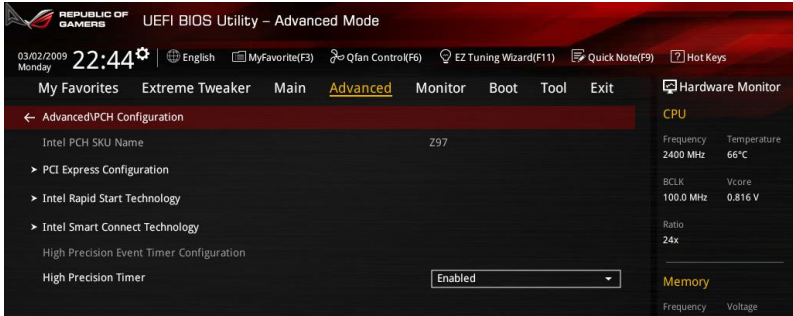 REPUBLIC OF
GAMERS
UEFI BIOS Utility – Advanced Mode
03/02/2009
Monday
22:44
English
MyFavorite(F3)
Qfan Control(F6)
EZ Tuning Wizard(F11)
Quick Note(F9)
? Hot Keys
My Favorites
Extreme Tweaker
Main
Advanced
Monitor
Boot
Tool
Exit
← Advanced\PCH Configuration
Intel PCH SKU Name Z97
> PCI Express Configuration
> Intel Rapid Start Technology
> Intel Smart Connect Technology
High Precision Event Timer Configuration
High Precision Timer Enabled
Hardware Monitor
CPU
Frequency Temperature
2400 MHz 66°C
BCLK Vcore
100.0 MHz 0.816 V
Ratio
24x
Memory
Frequency Voltage